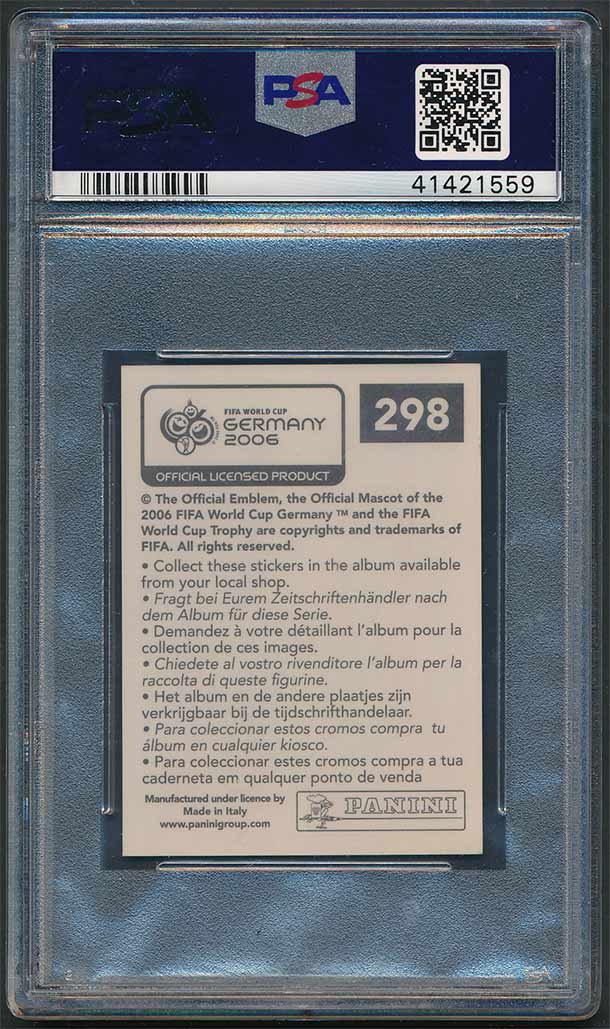 PSA
PSA
41421559
FIFA WORLD CUP
GERMANY
2006
298
OFFICIAL LICENSED PRODUCT
© The Official Emblem, the Official Mascot of the
2006 FIFA World Cup Germany ™ and the FIFA
World Cup Trophy are copyrights and trademarks of
FIFA. All rights reserved.
• Collect these stickers in the album available
from your local shop.
• Fragt bei Eurem Zeitschriftenhändler nach
dem Album für diese Serie.
• Demandez à votre détaillant l'album pour la
collection de ces images.
• Chiedete al vostro rivenditore l'album per la
raccolta di queste figurine.
• Het album en de andere plaatjes zijn
verkrijgbaar bij de tijdschrifthandelaar.
• Para coleccionar estos cromos compra  tu
álbum en cualquier kiosco.
• Para coleccionar estes cromos compra a tua
caderneta em qualquer ponto de venda
Manufactured under licence by
Made in Italy
www.paninigroup.com
PANINI
2
PSA